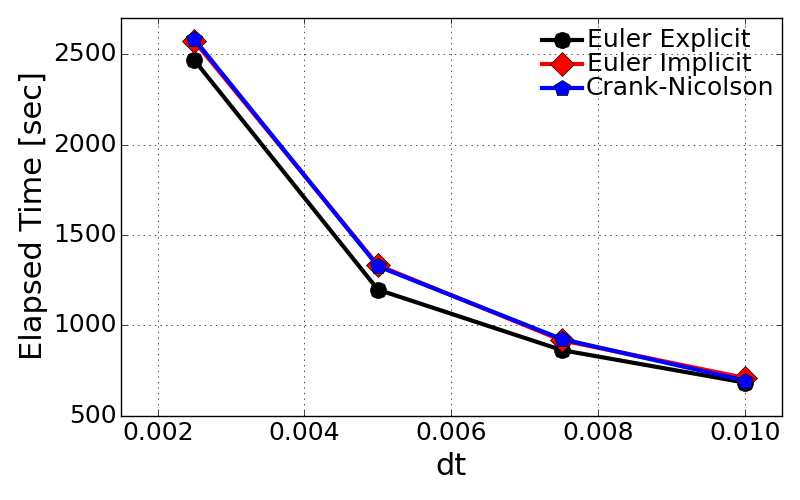 Elapsed Time [sec]
2500
2000
1500
1000
500
Euler Explicit
Euler Implicit
Crank-Nicolson
0.002 0.004 0.006 0.008 0.010
dt